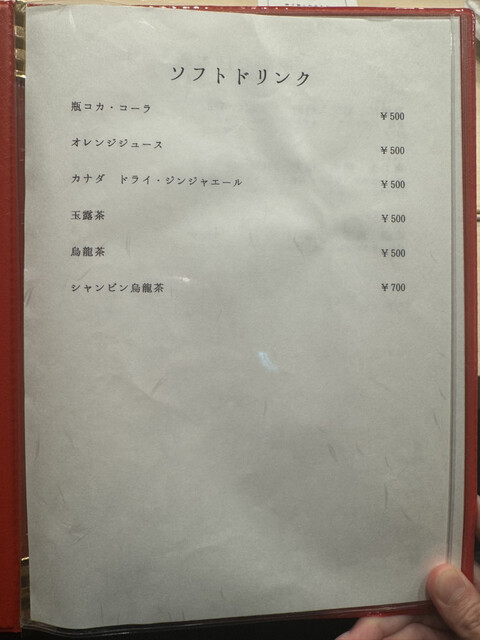 ソフトドリンク
瓶コカ・コーラ ￥500
オレンジジュース ￥500
カナダ　ドライ・ジンジャエール ￥500
玉露茶 ￥500
烏龍茶 ￥500
シャンピン烏龍茶 ￥700